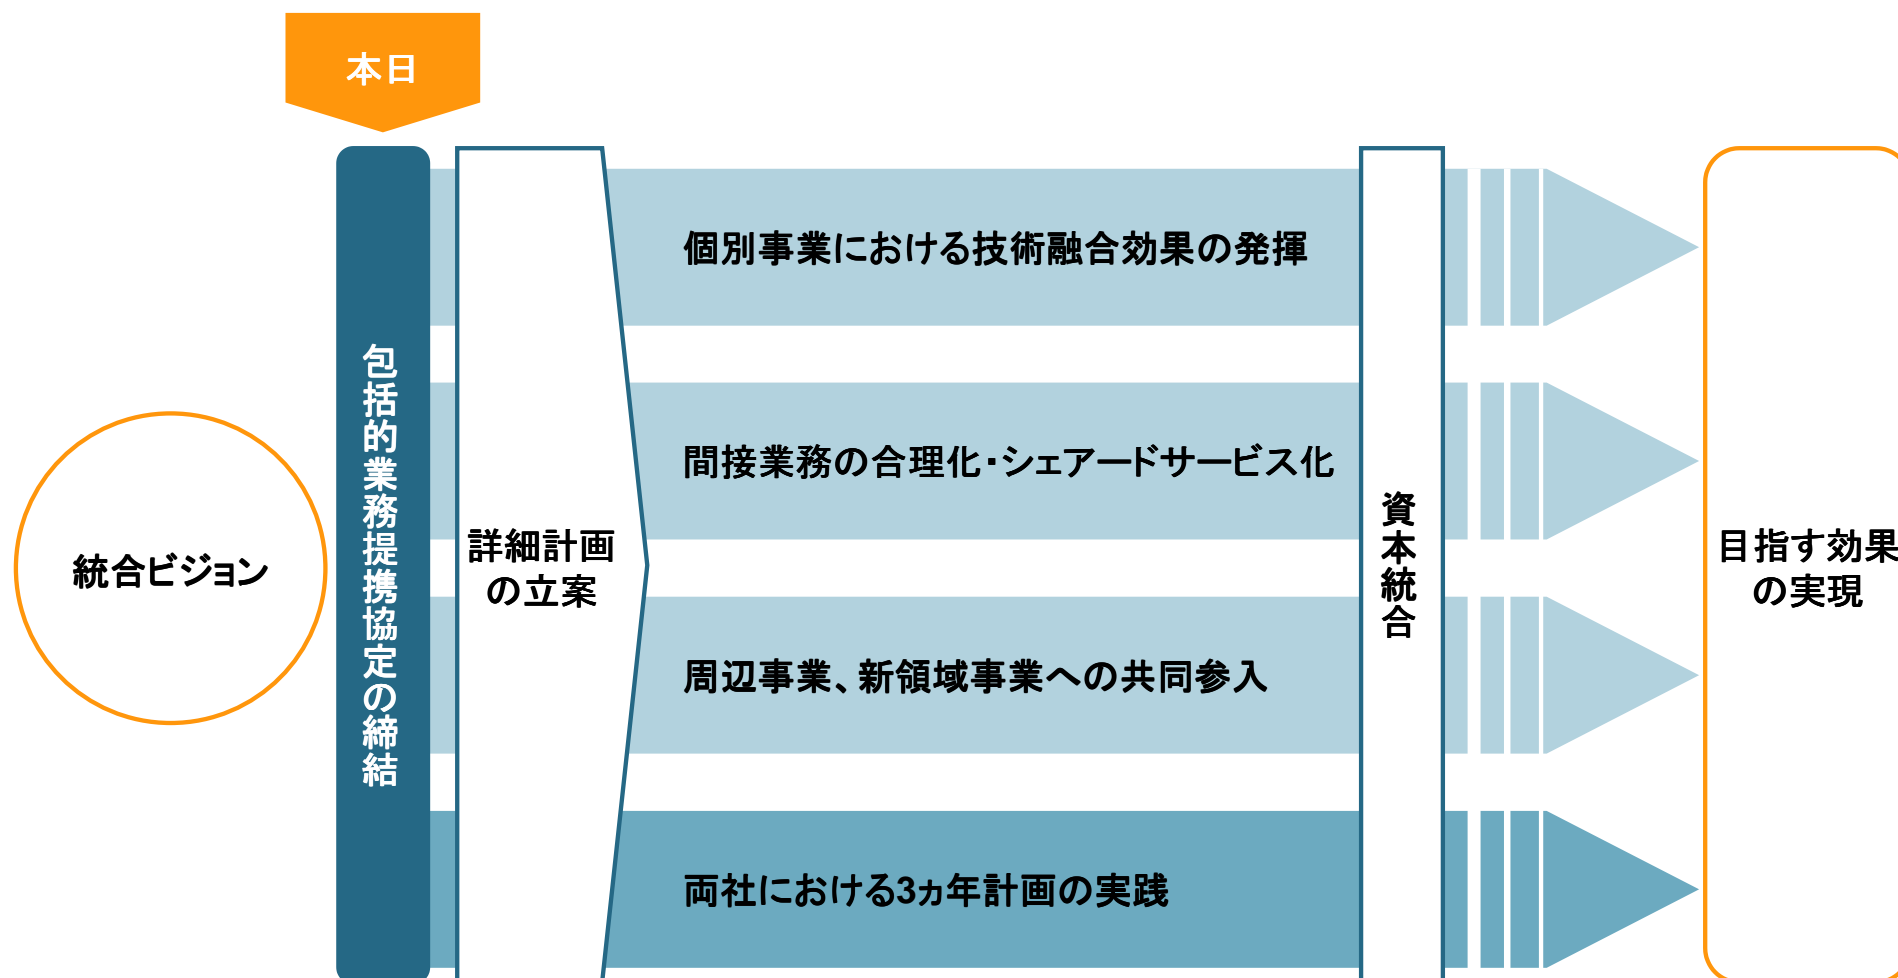 本日
統合ビジョン
包括的業務提携協定の締結
詳細計画
の立案
個別事業における技術融合効果の発揮
間接業務の合理化・シェアードサービス化
周辺事業、新領域事業への共同参入
両社における3ヵ年計画の実践
資本統合
目指す効果
の実現